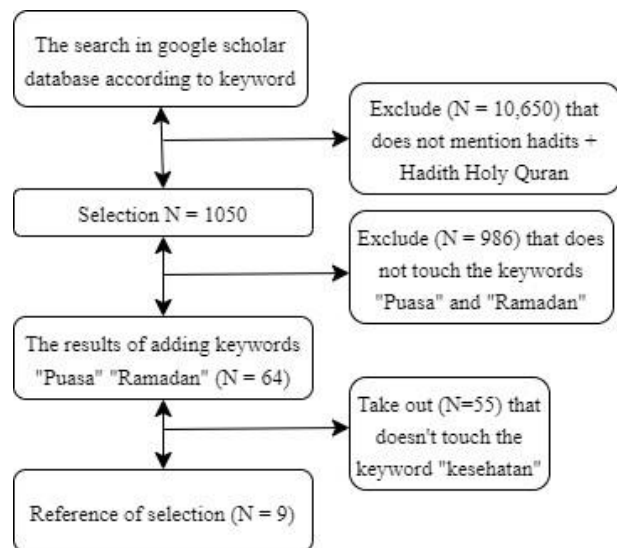 The search in google scholar
database according to keyword
Exclude (N = 10,650) that
does not mention hadits +
Hadith Holy Quran
Selection N = 1050
Exclude (N = 986) that does
not touch the keywords
"Puasa" and "Ramadan"
The results of adding keywords
"Puasa" "Ramadan" (N = 64)
Take out (N=55) that
doesn't touch the
keyword "kesehatan"
Reference of selection (N = 9)